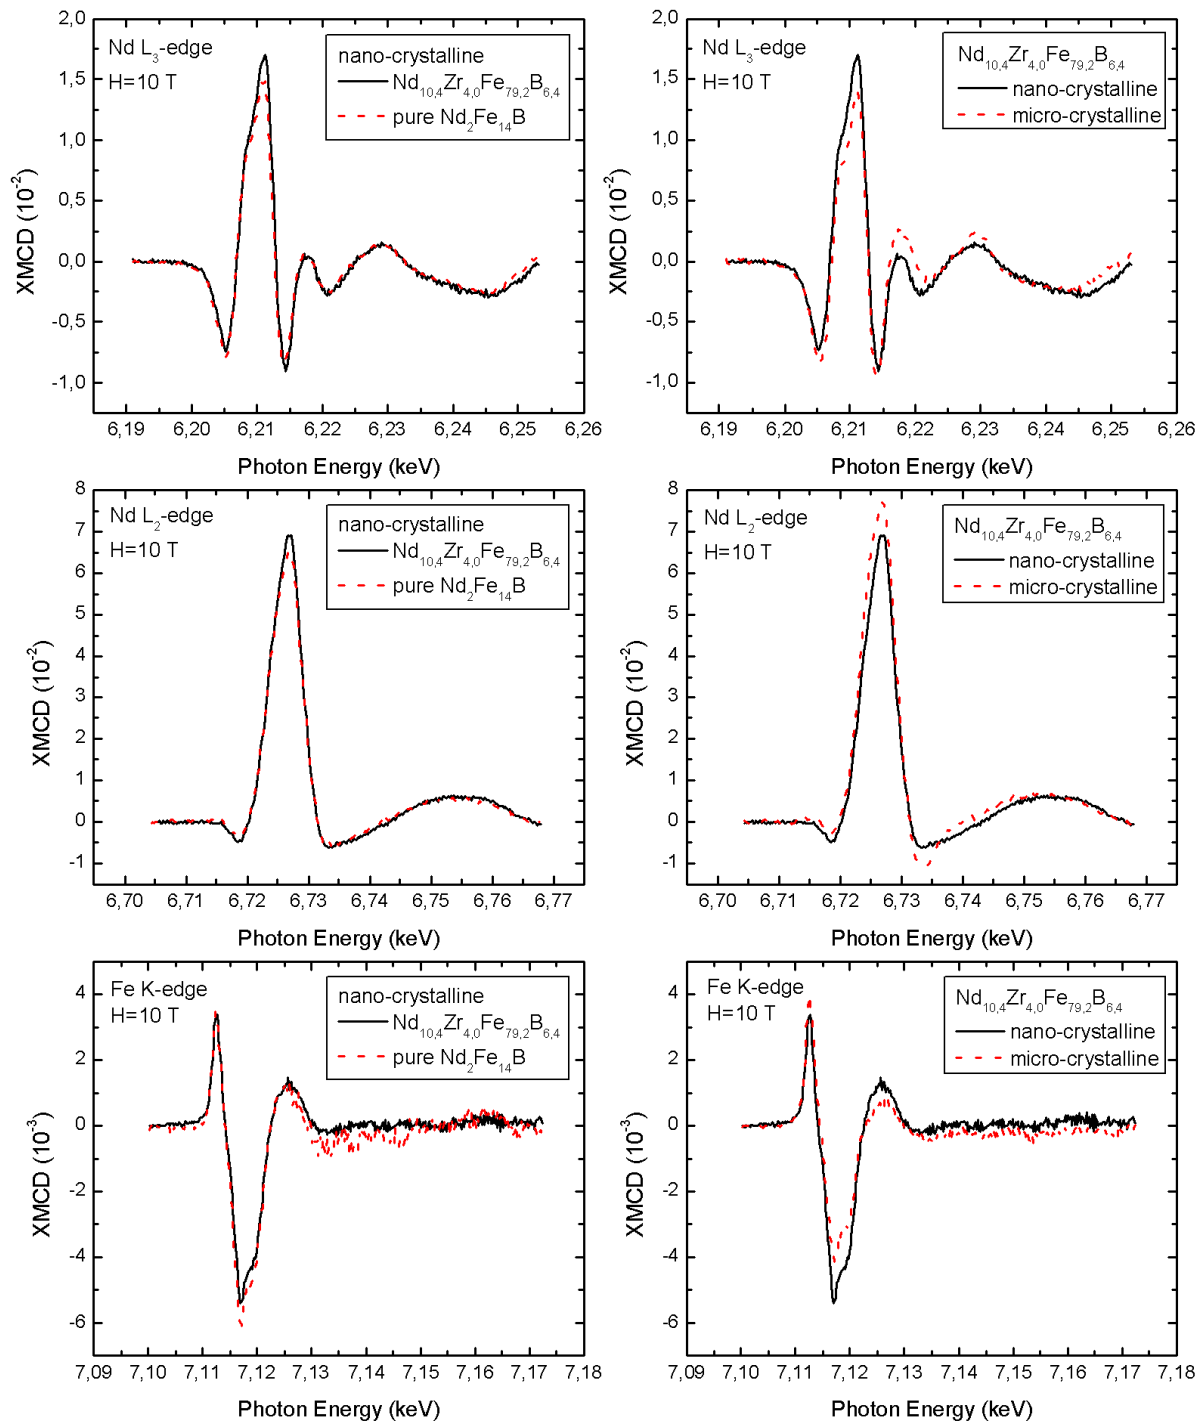 2,0
1,5
1,0
0,5
0,0
-0,5
-1,0
XMCD (10⁻²)
Nd L₃-edge
H=10 T
nano-crystalline
Nd₁₀,₄Zr₄,₀Fe₇₉,₂B₆,₄
pure Nd₂Fe₁₄B
6,19 6,20 6,21 6,22 6,23 6,24 6,25 6,26
Photon Energy (keV)
2,0
1,5
1,0
0,5
0,0
-0,5
-1,0
XMCD (10⁻²)
Nd L₃-edge
H=10 T
Nd₁₀,₄Zr₄,₀Fe₇₉,₂B₆,₄
nano-crystalline
micro-crystalline
6,19 6,20 6,21 6,22 6,23 6,24 6,25 6,26
Photon Energy (keV)
8
7
6
5
4
3
2
1
0
-1
XMCD (10⁻²)
Nd L₂-edge
H=10 T
nano-crystalline
Nd₁₀,₄Zr₄,₀Fe₇₉,₂B₆,₄
pure Nd₂Fe₁₄B
6,70 6,71 6,72 6,73 6,74 6,75 6,76 6,77
Photon Energy (keV)
8
7
6
5
4
3
2
1
0
-1
XMCD (10⁻²)
Nd L₂-edge
H=10 T
Nd₁₀,₄Zr₄,₀Fe₇₉,₂B₆,₄
nano-crystalline
micro-crystalline
6,70 6,71 6,72 6,73 6,74 6,75 6,76 6,77
Photon Energy (keV)
4
2
0
-2
-4
-6
XMCD (10⁻³)
Fe K-edge
H=10 T
nano-crystalline
Nd₁₀,₄Zr₄,₀Fe₇₉,₂B₆,₄
pure Nd₂Fe₁₄B
7,09 7,10 7,11 7,12 7,13 7,14 7,15 7,16 7,17 7,18
Photon Energy (keV)
4
2
0
-2
-4
-6
XMCD (10⁻³)
Fe K-edge
H=10 T
Nd₁₀,₄Zr₄,₀Fe₇₉,₂B₆,₄
nano-crystalline
micro-crystalline
7,09 7,10 7,11 7,12 7,13 7,14 7,15 7,16 7,17 7,18
Photon Energy (keV)